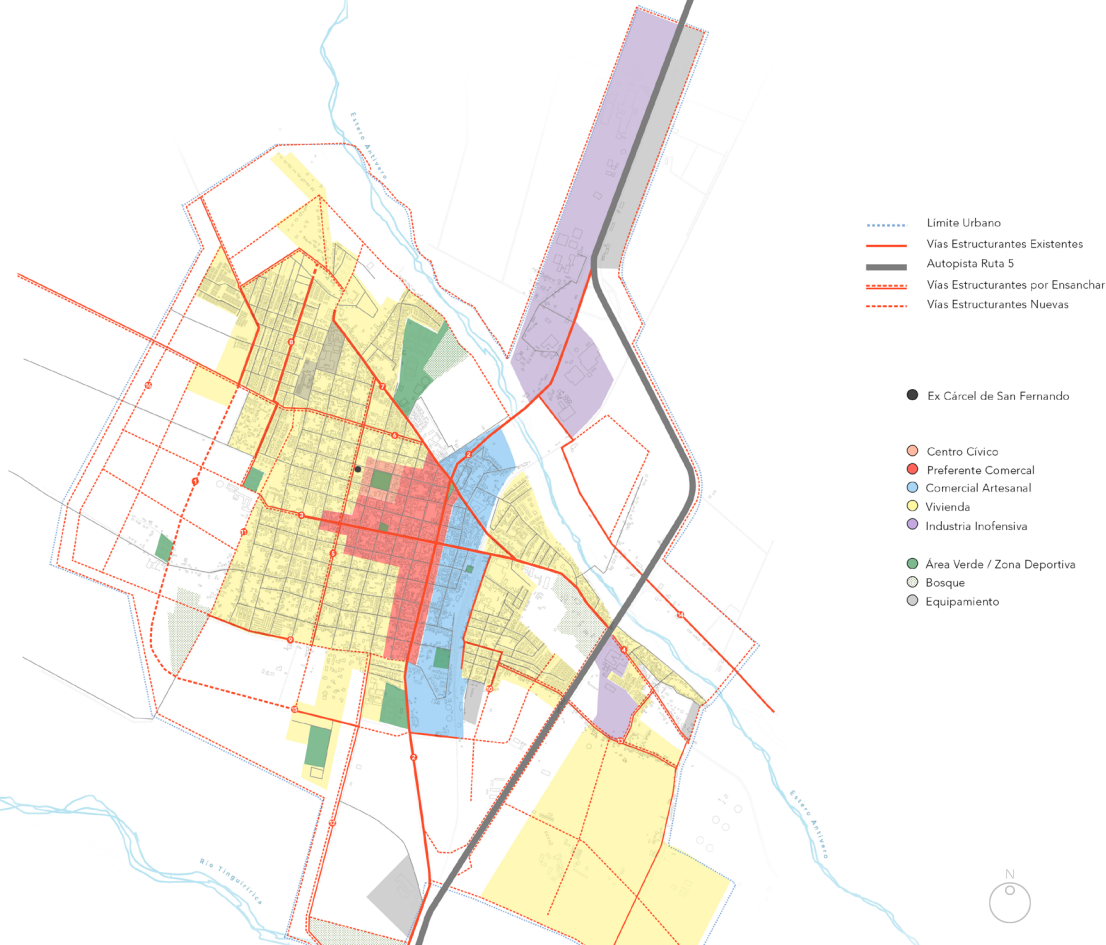 Estero Antivero
Límite Urbano
Vías Estructurantes Existentes
Autopista Ruta 5
Vías Estructurantes por Ensanchar
Vías Estructurantes Nuevas
Ex Cárcel de San Fernando
Centro Cívico
Preferente Comercal
Comercial Artesanal
Vivienda
Industria Inofensiva
Área Verde / Zona Deportiva
Bosque
Equipamiento
Estero Antivero
Río Tinguiririca
N